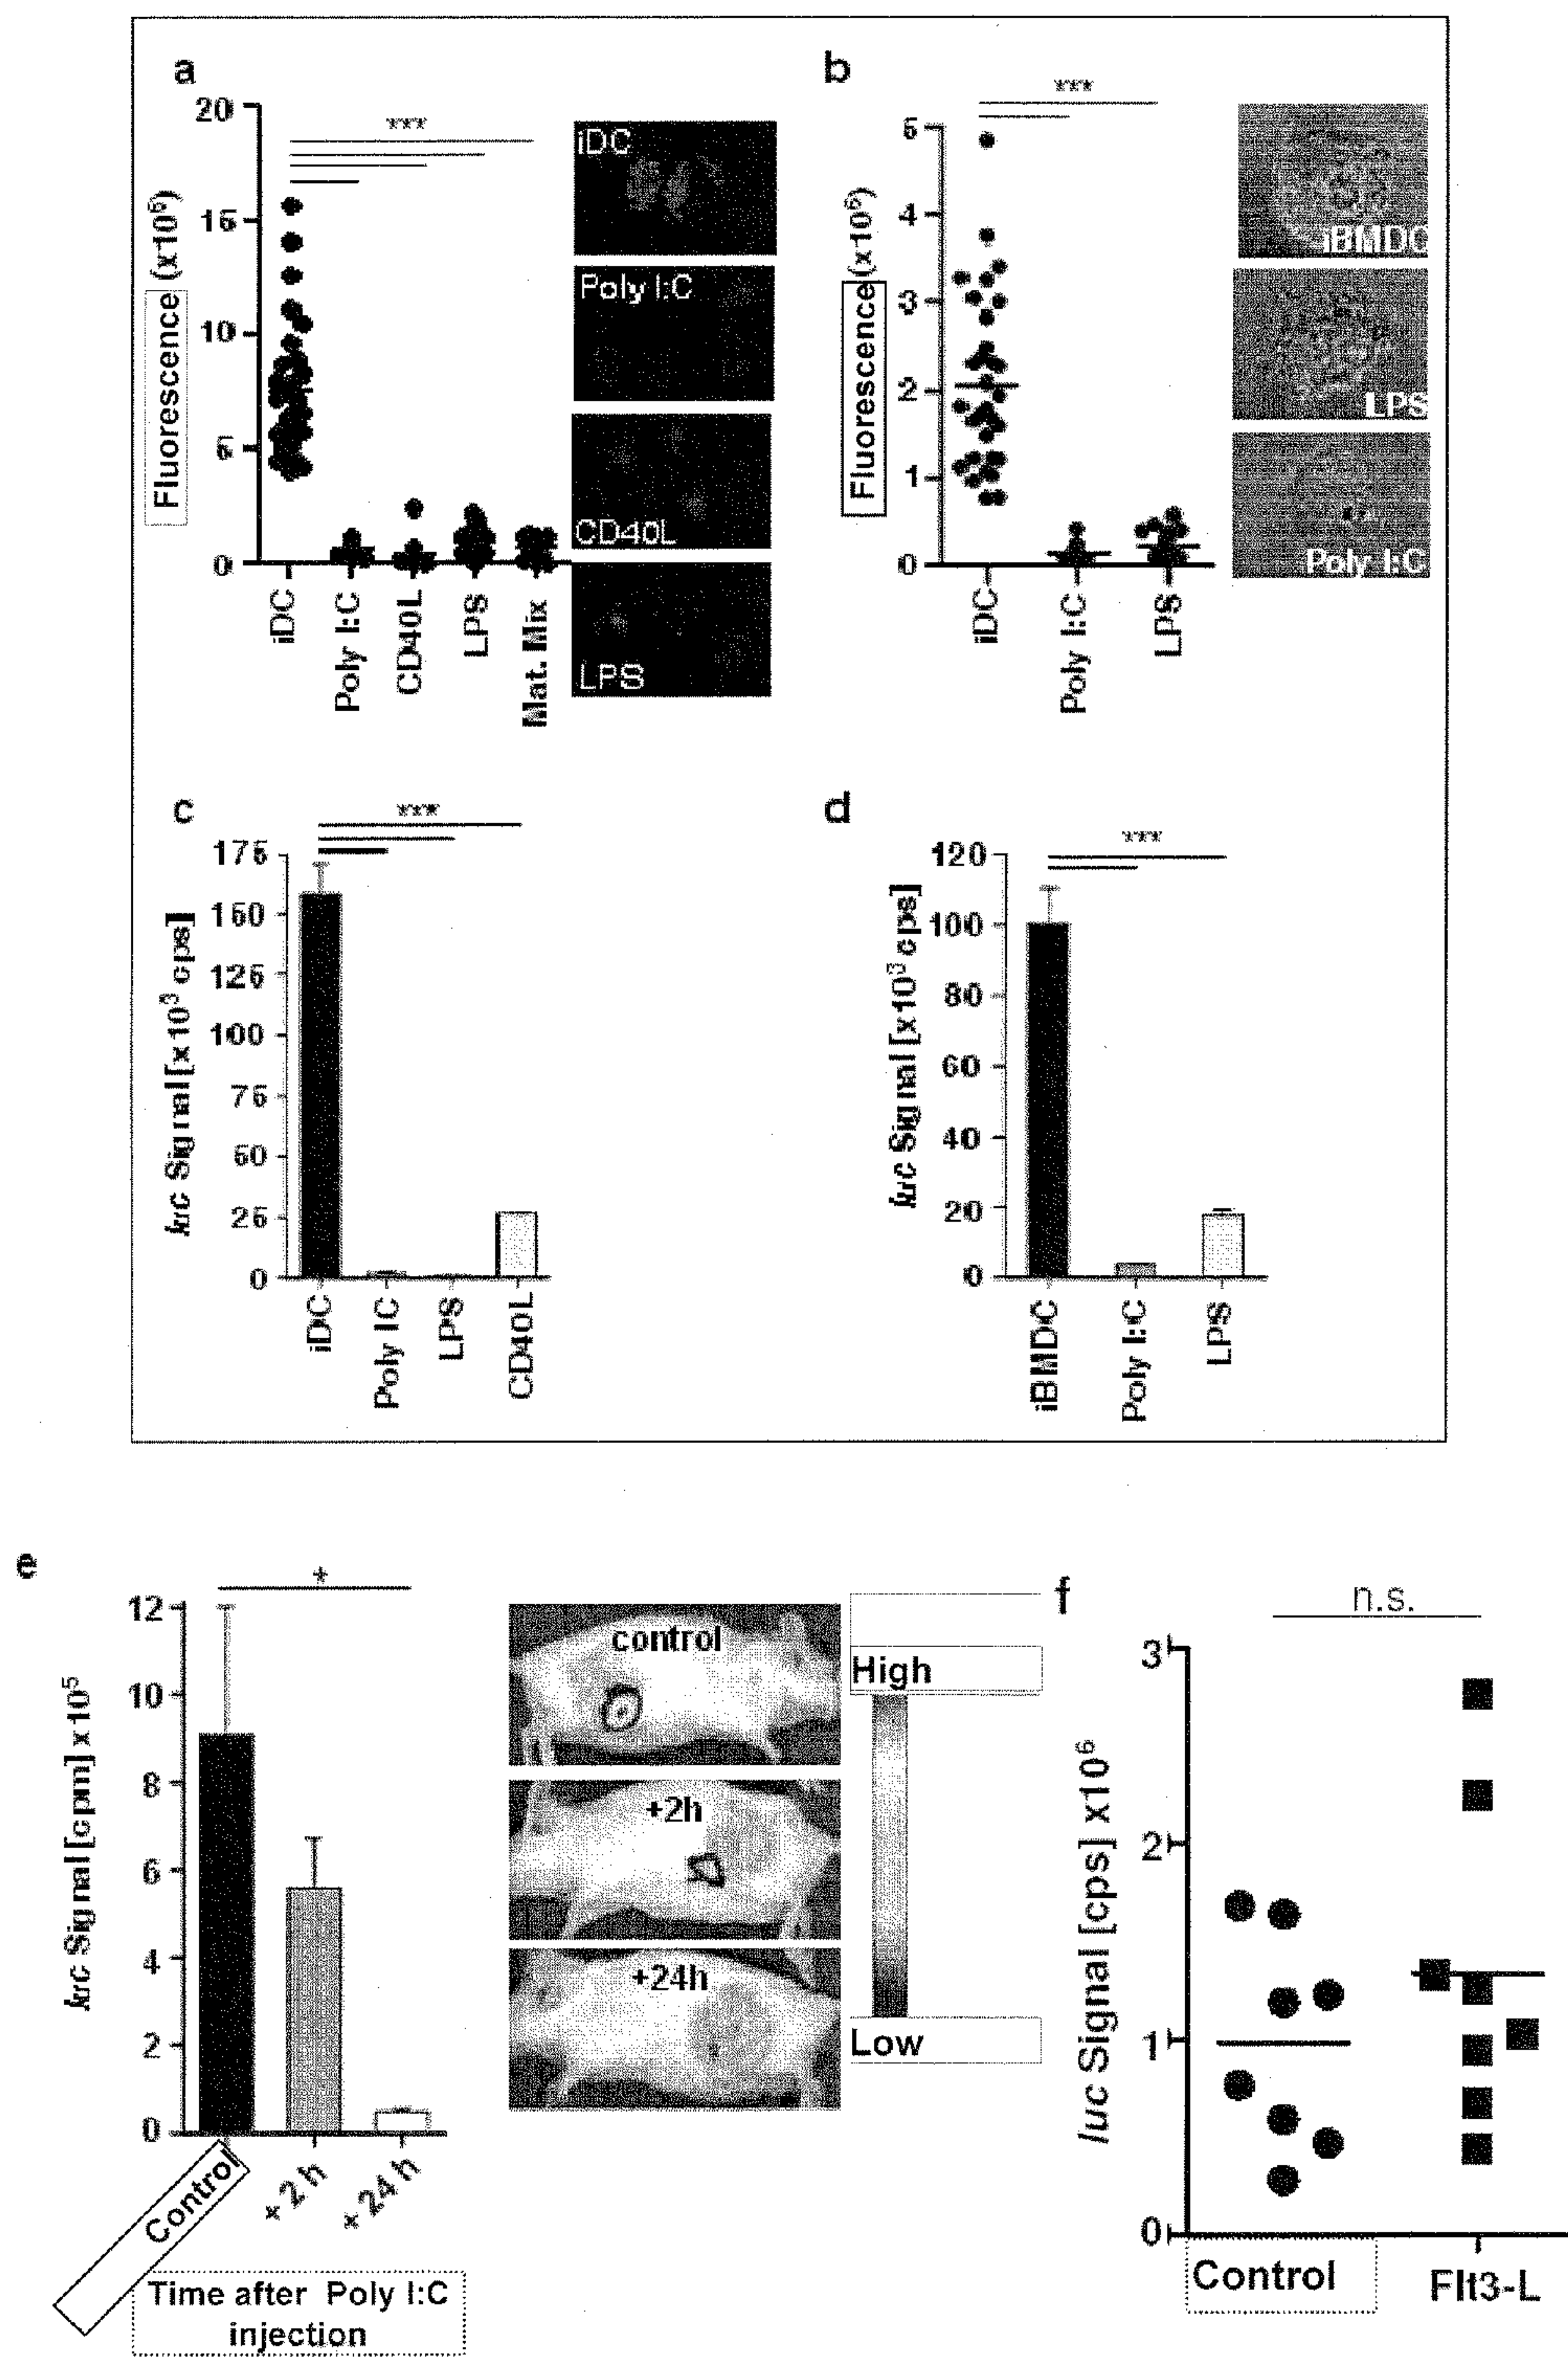 a
20
15
10
5
0
Fluorescence (x10⁶)
***
iDC
Poly I:C
CD40L
LPS
Mat. Mix
iDC
Poly I:C
CD40L
LPS
b
5
4
3
2
1
0
Fluorescence (x10⁶)
***
iDC
Poly I:C
LPS
iBMDC
LPS
Poly I:C
c
175
150
125
100
75
50
25
0
luc Signal [x10³ cps]
***
iDC
Poly IC
LPS
CD40L
d
120
100
80
60
40
20
0
luc Signal [x10³ cps]
***
iBMDC
Poly I:C
LPS
e
12
10
8
6
4
2
0
luc Signal [cpm] x10⁵
*
Control
+ 2 h
+ 24 h
Time after Poly I:C
injection
control
+2h
+24h
High
Low
f
n.s.
3
2
1
0
luc Signal [cps] x10⁶
Control
Flt3-L